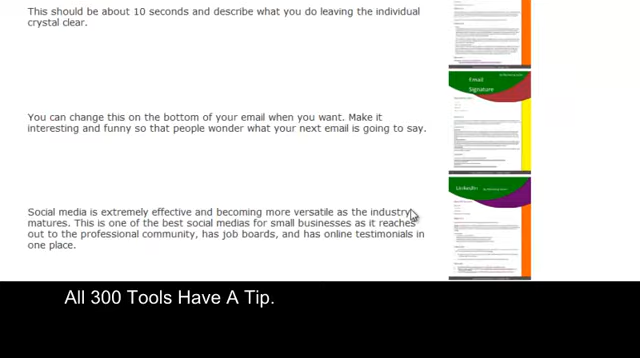 This should be about 10 seconds and describe what you do leaving the individual
crystal clear.
Email
Signature
You can change this on the bottom of your email when you want. Make it
interesting and funny so that people wonder what your next email is going to say.
LinkedIn
Social media is extremely effective and becoming more versatile as the industry
matures. This is one of the best social medias for small businesses as it reaches
out to the professional community, has job boards, and has online testimonials in
one place.
All 300 Tools Have A Tip.